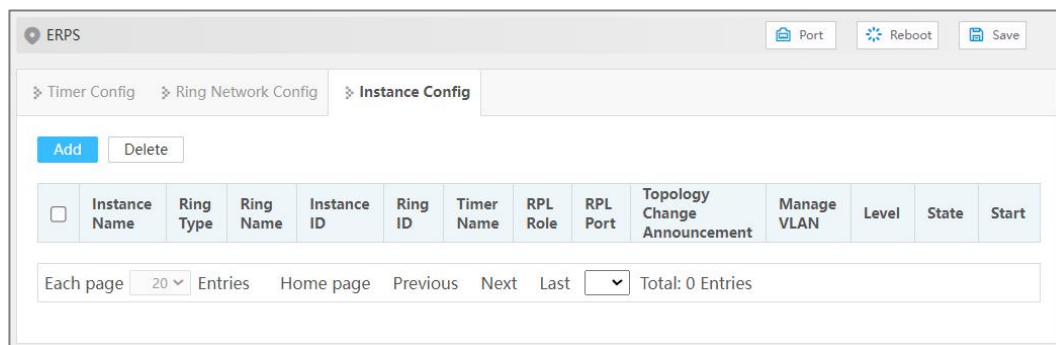 ERPS Port Reboot Save
Timer Config Ring Network Config Instance Config
Add Delete
Instance Name Ring Type Ring Name Instance ID Ring ID Timer Name RPL Role RPL Port Topology Change Announcement Manage VLAN Level State Start
Each page 20 Entries Home page Previous Next Last Total: 0 Entries